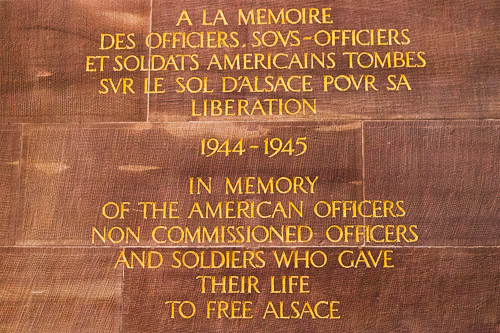 A LA MEMOIRE
DES OFFICIERS, SOVS-OFFICIERS
ET SOLDATS AMERICAINS TOMBES
SVR LE SOL D'ALSACE POVR SA
LIBERATION
1944-1945
IN MEMORY
OF THE AMERICAN OFFICERS
NON COMMISSIONED OFFICERS
AND SOLDIERS WHO GAVE
THEIR LIFE
TO FREE ALSACE